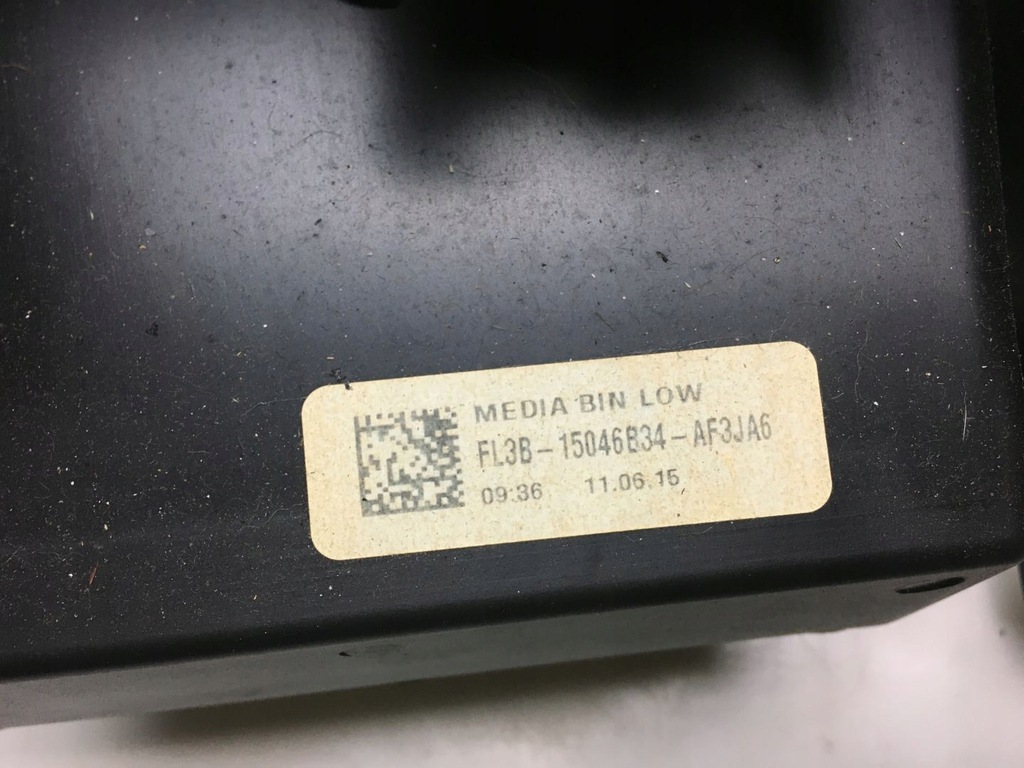 MEDIA BIN LOW
FL3B-15046B34-AF3JA6
09:36 11.06.15